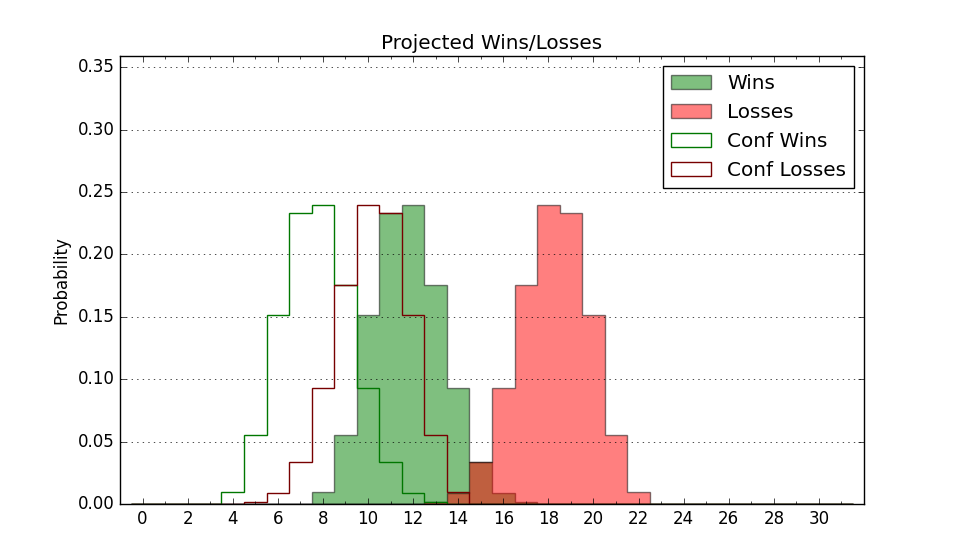 Projected Wins/Losses
0.35
0.30
0.25
0.20
0.15
0.10
0.05
0.00
Probability
Wins
Losses
Conf Wins
Conf Losses
0 2 4 6 8 10 12 14 16 18 20 22 24 26 28 30